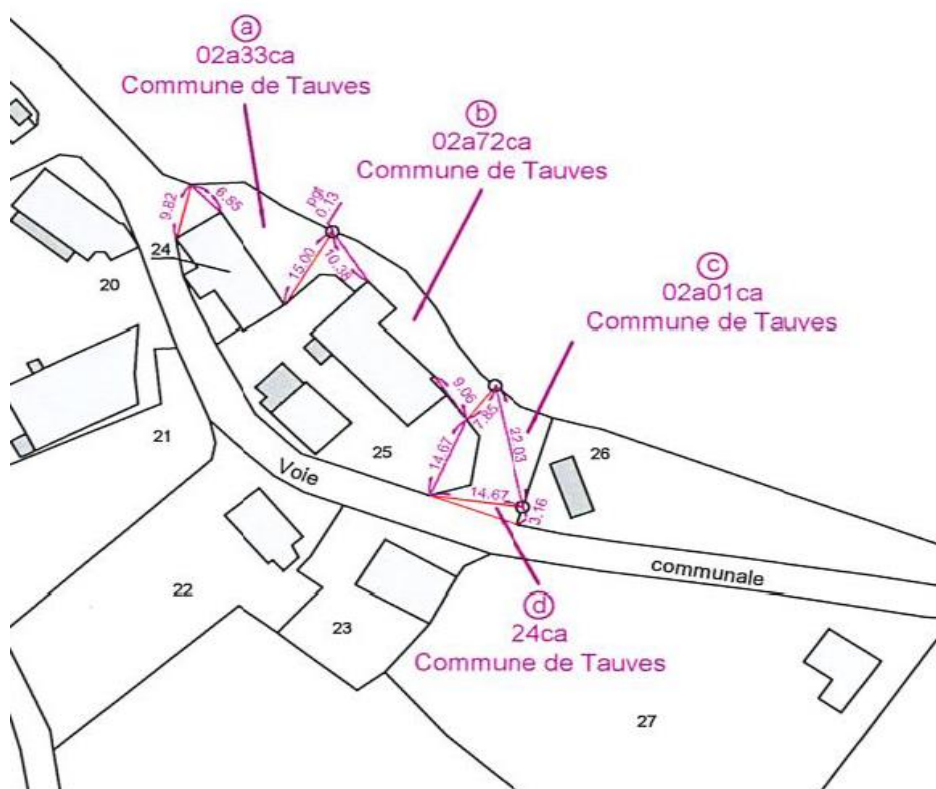 a
02a33ca
Commune de Tauves
b
02a72ca
Commune de Tauves
c
02a01ca
Commune de Tauves
9.82
6.85
pgt
0.13
15.00
10.38
24
20
21
25
26
9.06
7.85
22.03
14.67
14.67
3.16
Voie
communale
22
23
27
d
24ca
Commune de Tauves